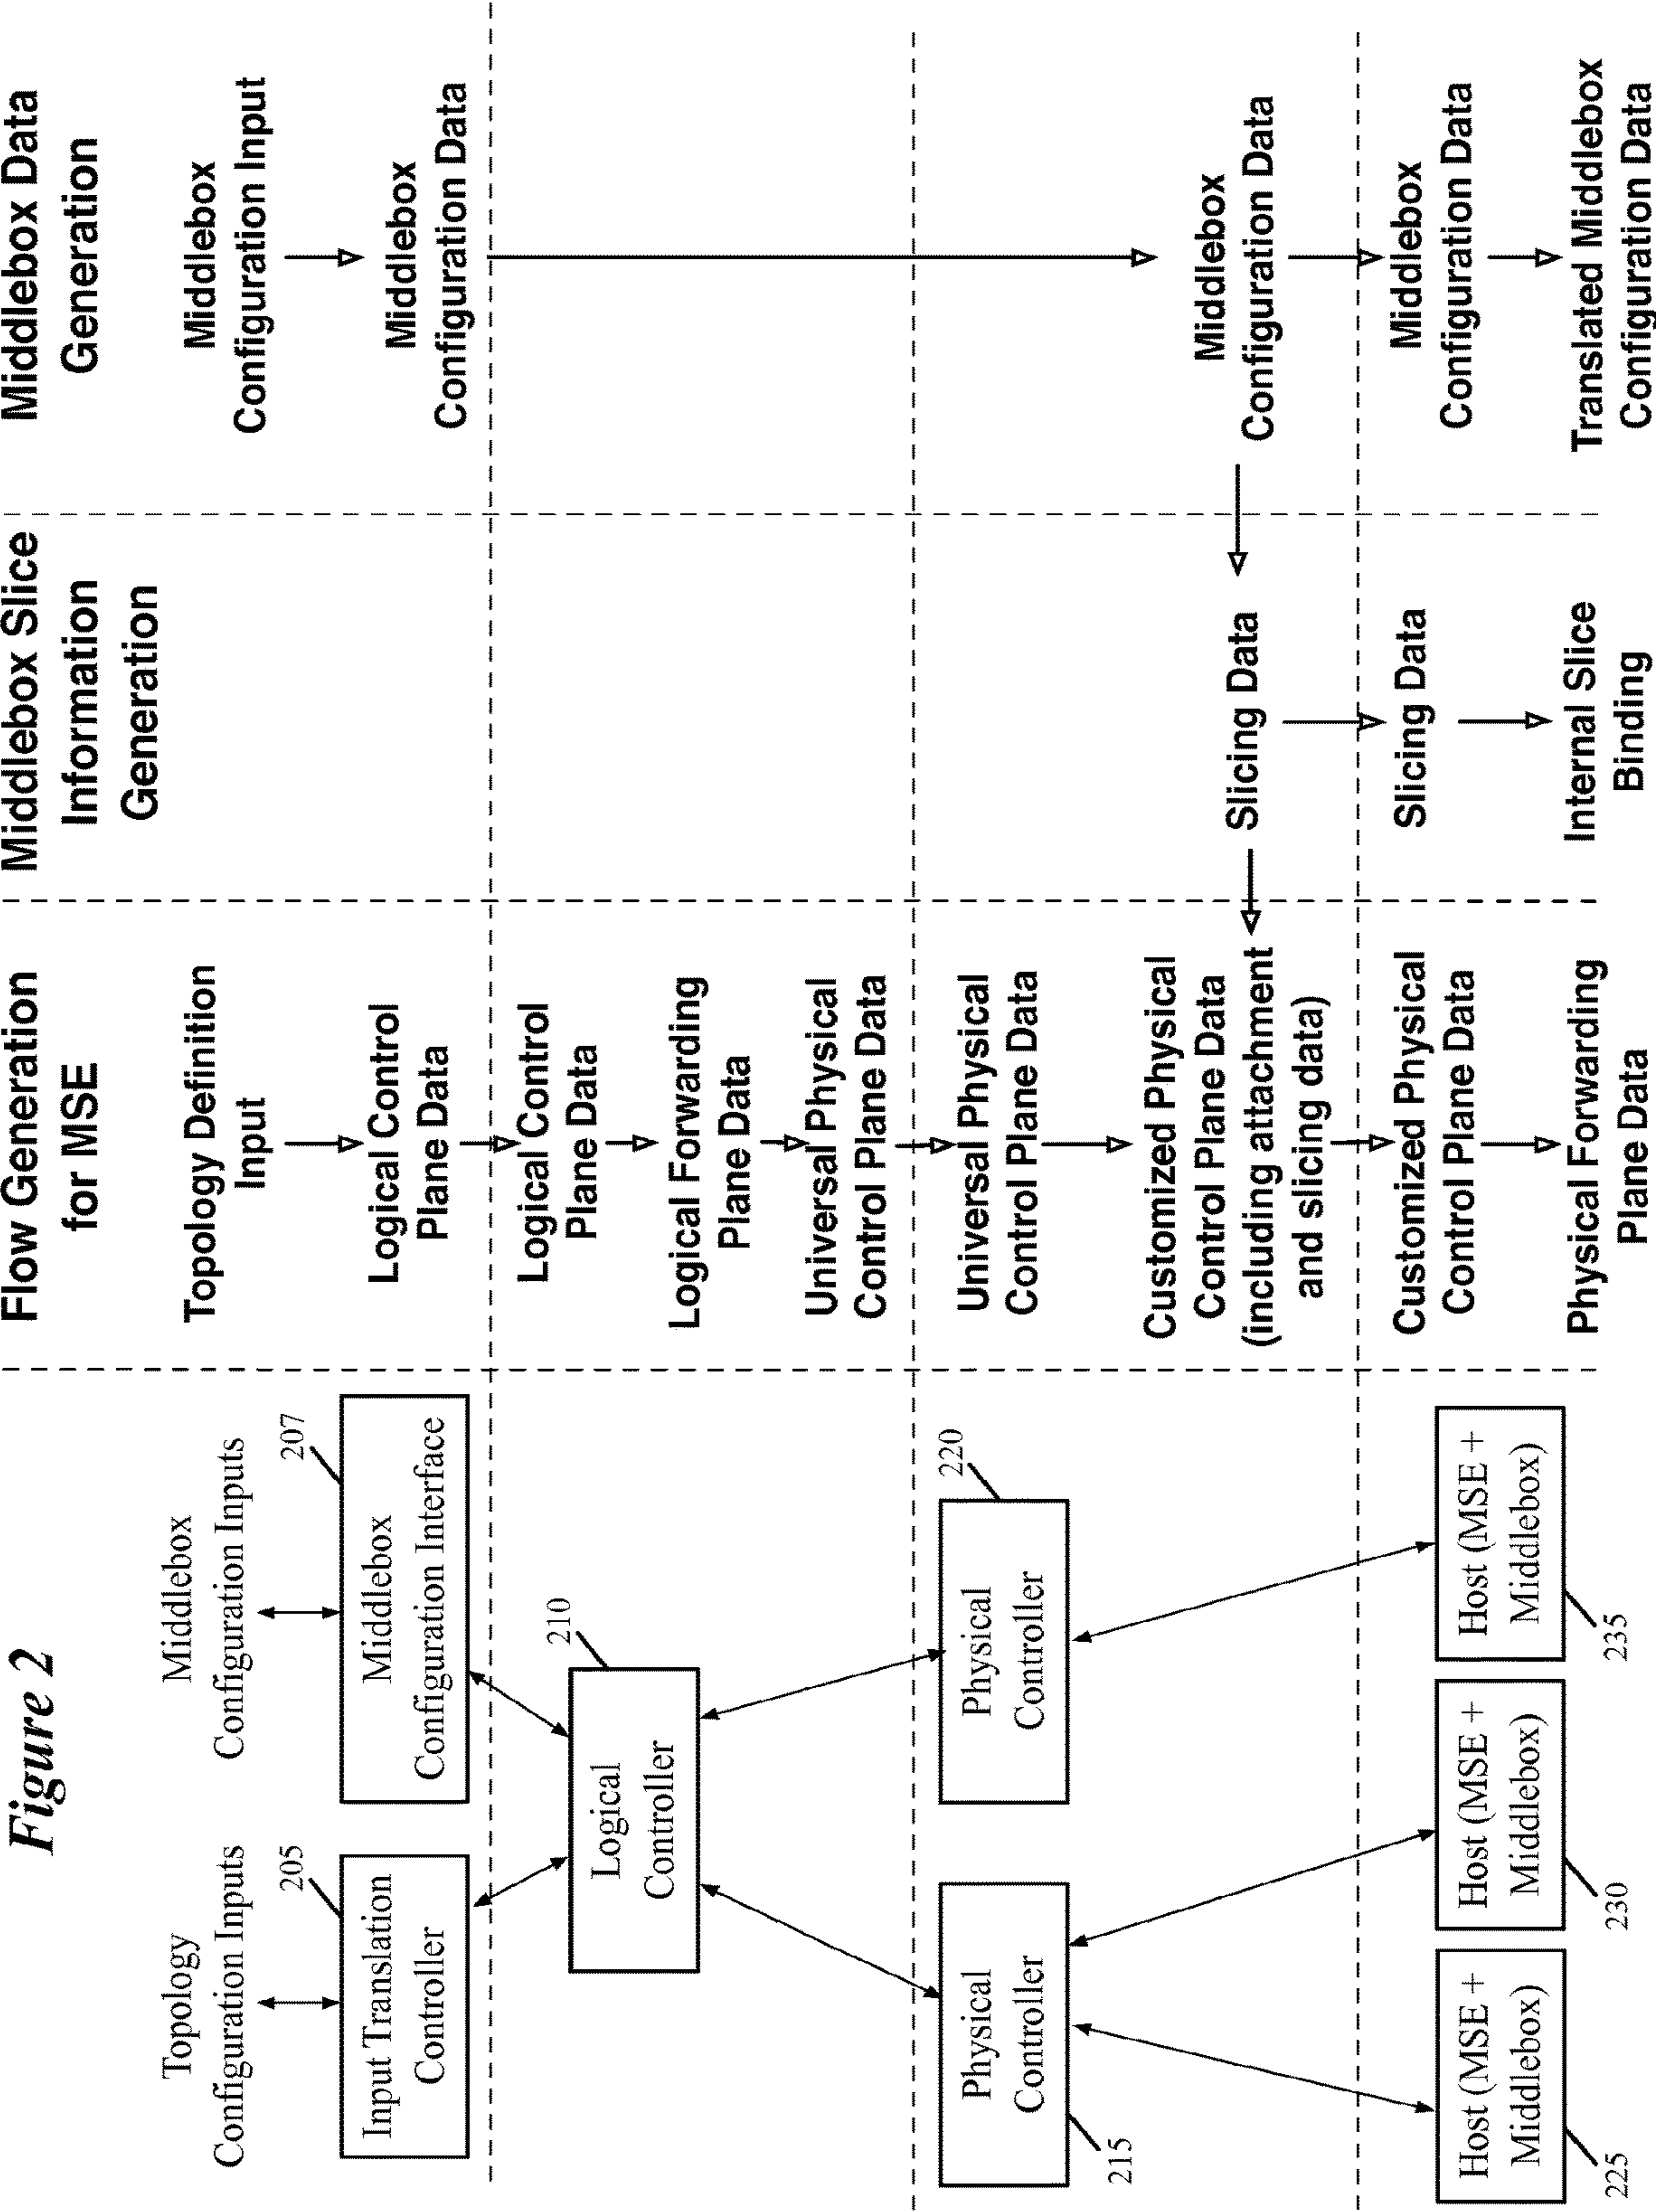 Figure 2
Topology
Configuration Inputs
205
Input Translation
Controller
Middlebox
Configuration Inputs
207
Middlebox
Configuration Interface
210
Logical
Controller
Physical
Controller
215
220
Physical
Controller
Host (MSE +
Middlebox)
225
Host (MSE +
Middlebox)
230
Host (MSE +
Middlebox)
235
Flow Generation
for MSE
Topology Definition
Input
Logical Control
Plane Data
Logical Control
Plane Data
Logical Forwarding
Plane Data
Universal Physical
Control Plane Data
Universal Physical
Control Plane Data
Customized Physical
Control Plane Data
(including attachment
and slicing data)
Customized Physical
Control Plane Data
Physical Forwarding
Plane Data
Middlebox Slice
Information
Generation
Slicing Data
Slicing Data
Internal Slice
Binding
Middlebox Data
Generation
Middlebox
Configuration Input
Middlebox
Configuration Data
Middlebox
Configuration Data
Middlebox
Configuration Data
Translated Middlebox
Configuration Data